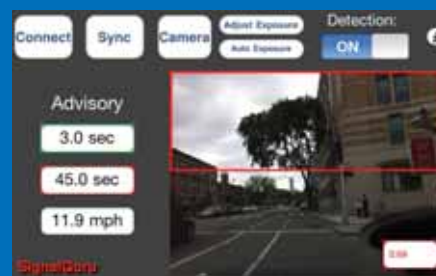 Connect
Sync
Camera
Adjust Exposure
Auto Exposure
Detection:
ON
Advisory
3.0 sec
45.0 sec
11.9 mph
SignalGuru